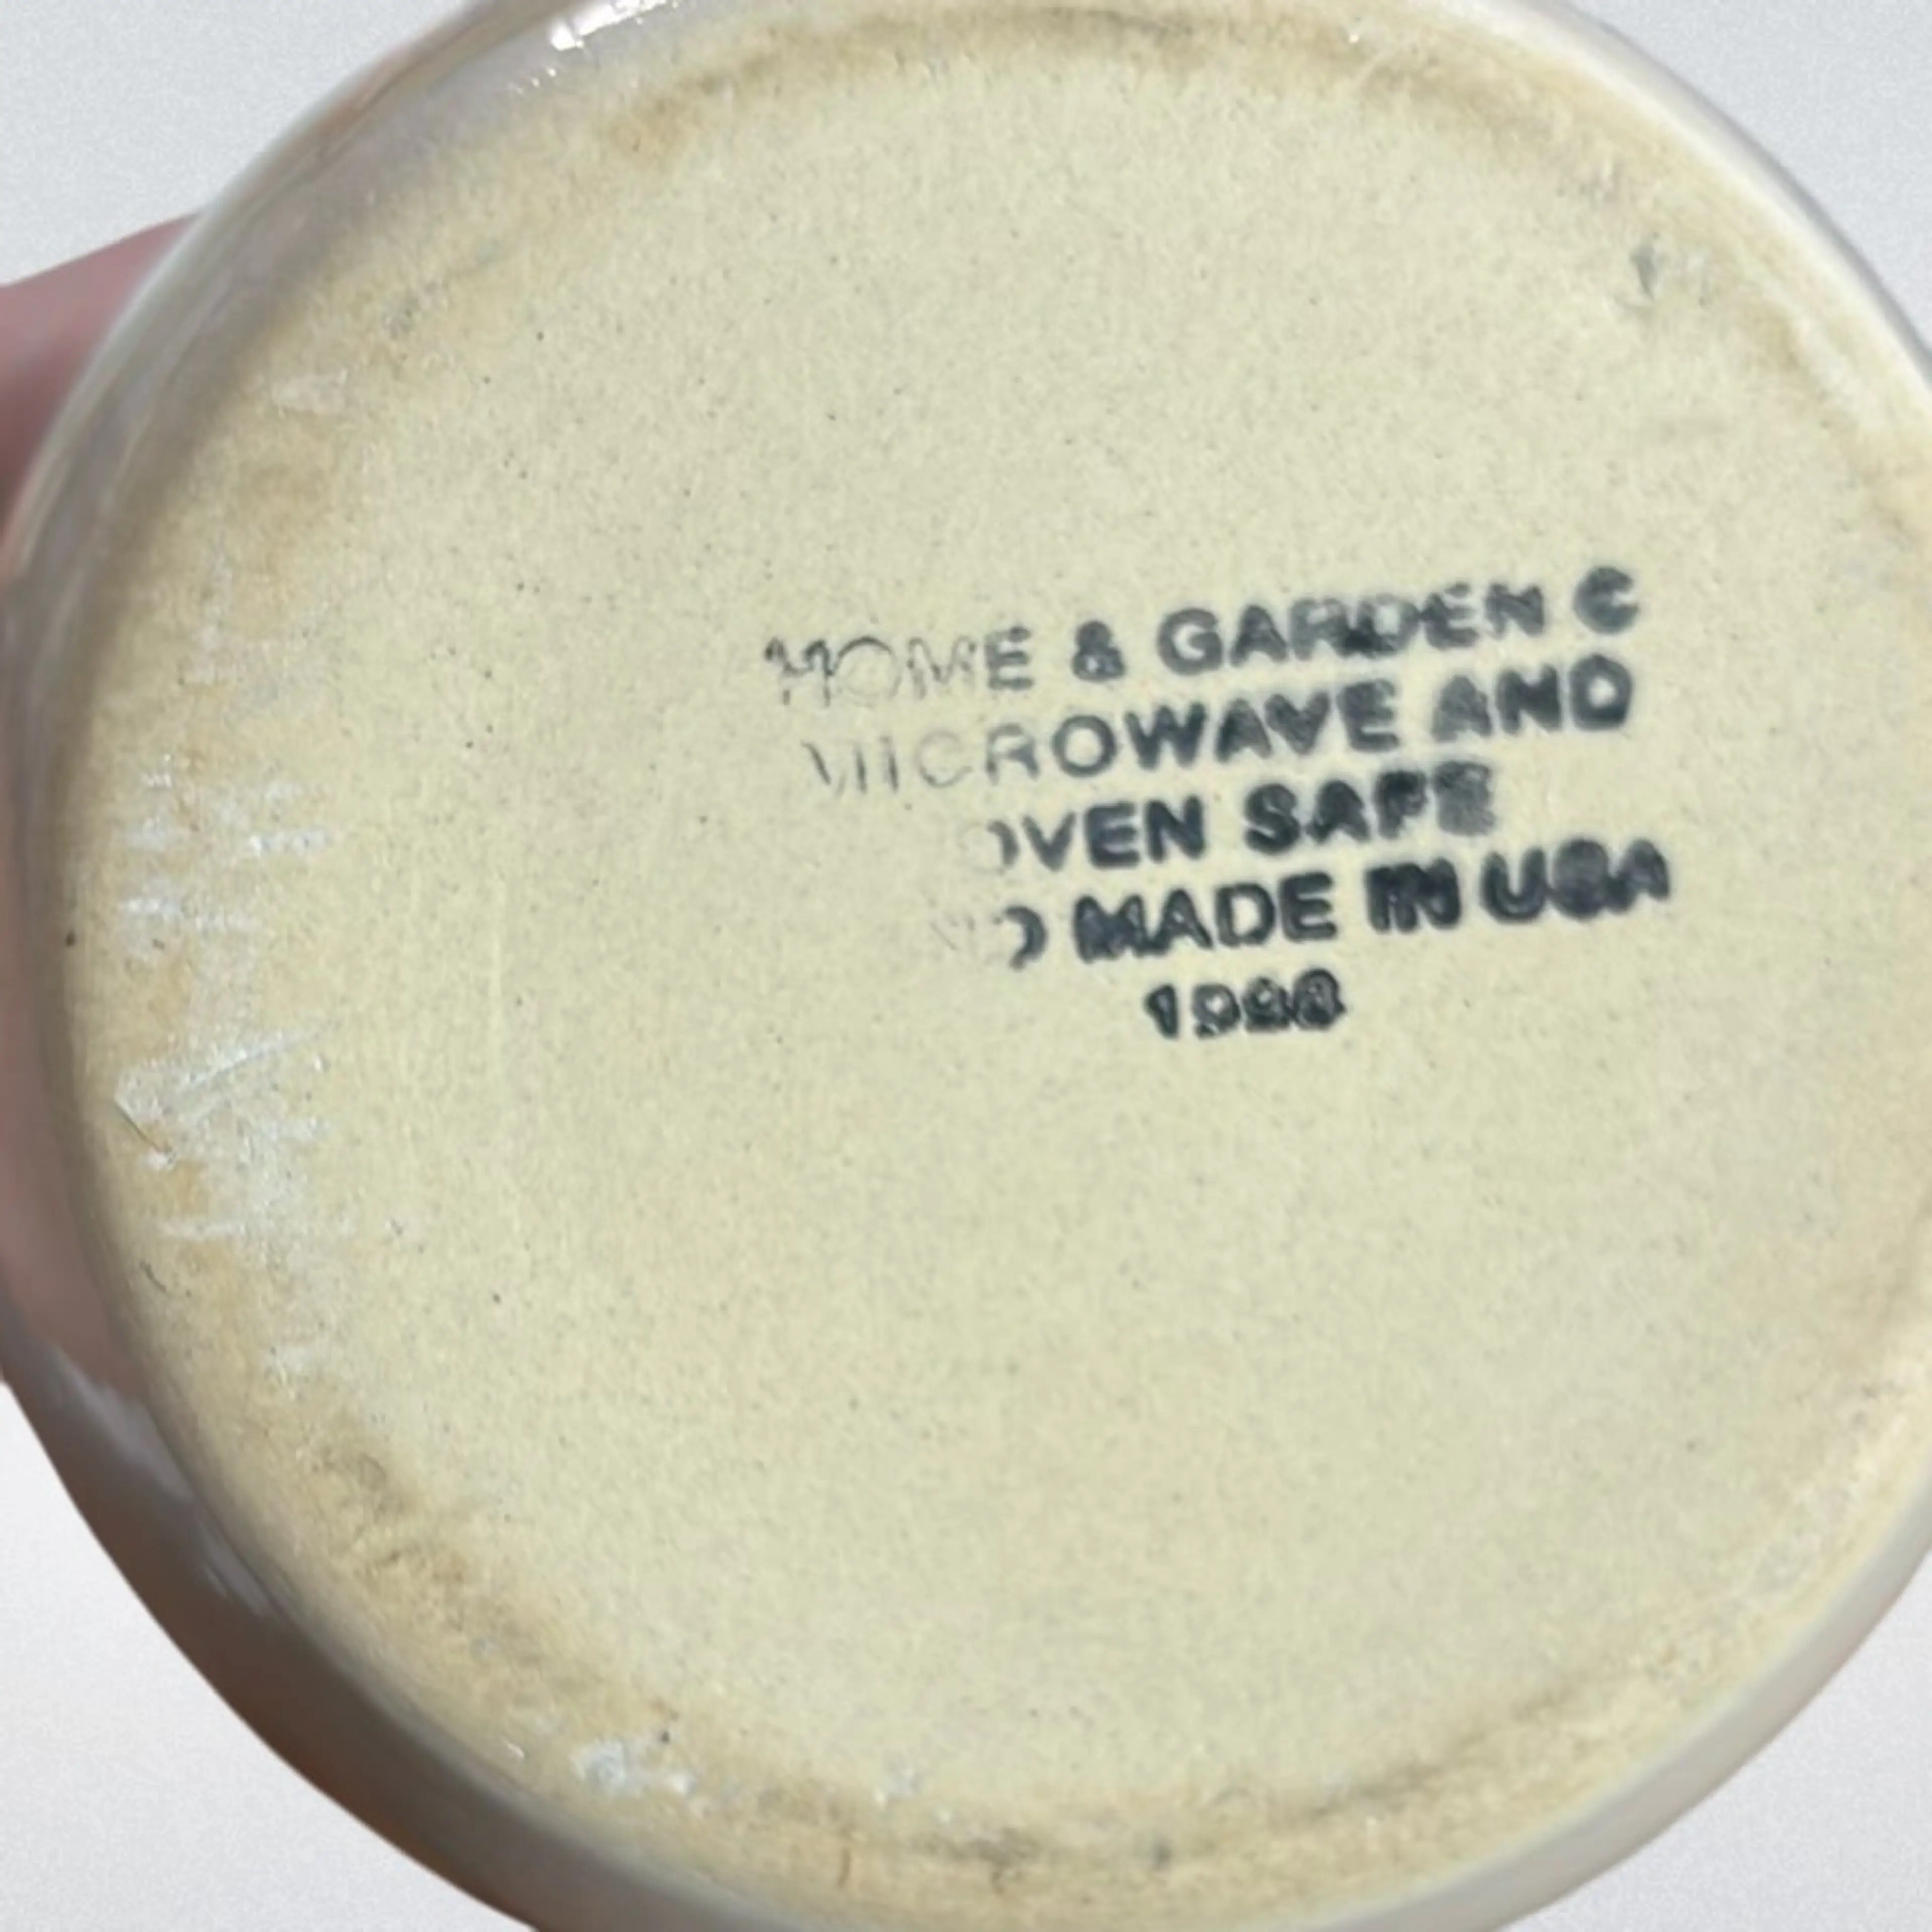 HOME & GARDEN ©
MICROWAVE AND
OVEN SAFE
MADE IN USA